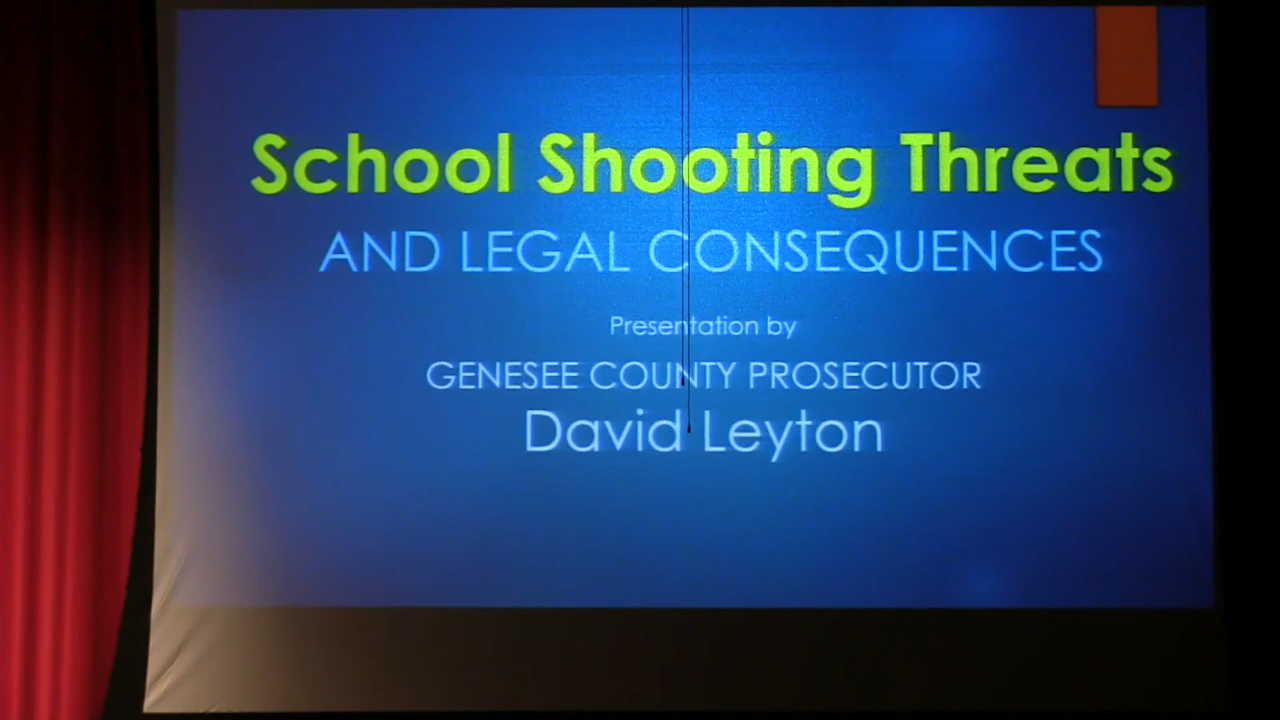 School Shooting Threats
AND LEGAL CONSEQUENCES
Presentation by
GENESEE COUNTY PROSECUTOR
David Leyton